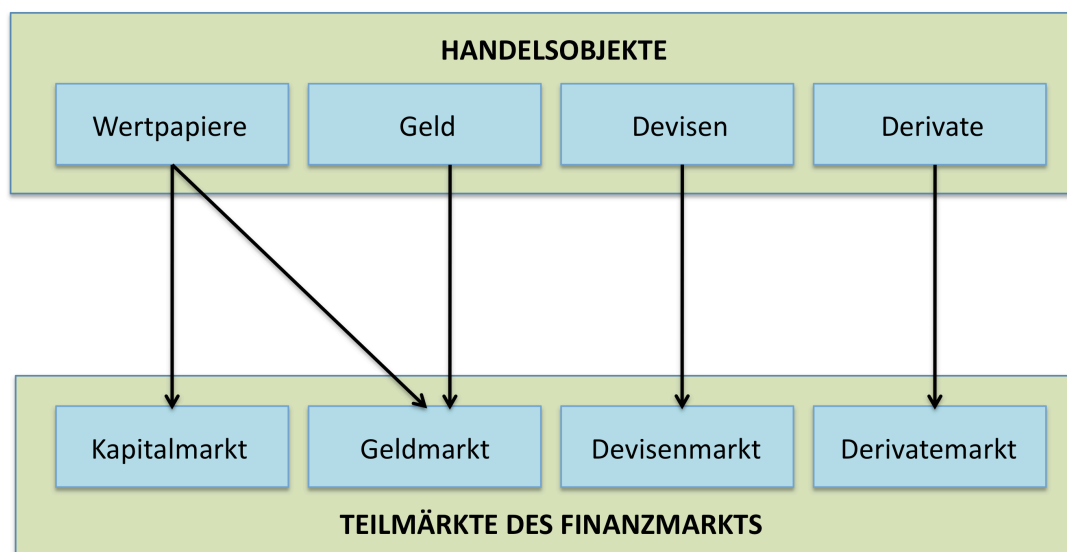 HANDELSOBJEKTE
Wertpapiere
Geld
Devisen
Derivate
Kapitalmarkt
Geldmarkt
Devisenmarkt
Derivatemarkt
TEILMÄRKTE DES FINANZMARKTS